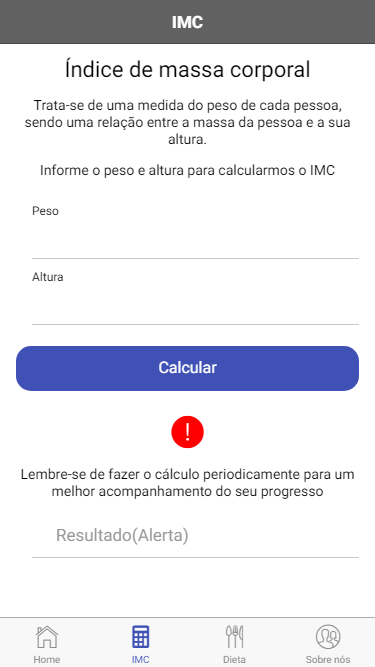 IMC
Índice de massa corporal
Trata-se de uma medida do peso de cada pessoa,
sendo uma relação entre a massa da pessoa e a sua
altura.
Informe o peso e altura para calcularmos o IMC
Peso
Altura
Calcular
!
Lembre-se de fazer o cálculo periodicamente para um
melhor acompanhamento do seu progresso
Resultado(Alerta)
Home
IMC
Dieta
Sobre nós